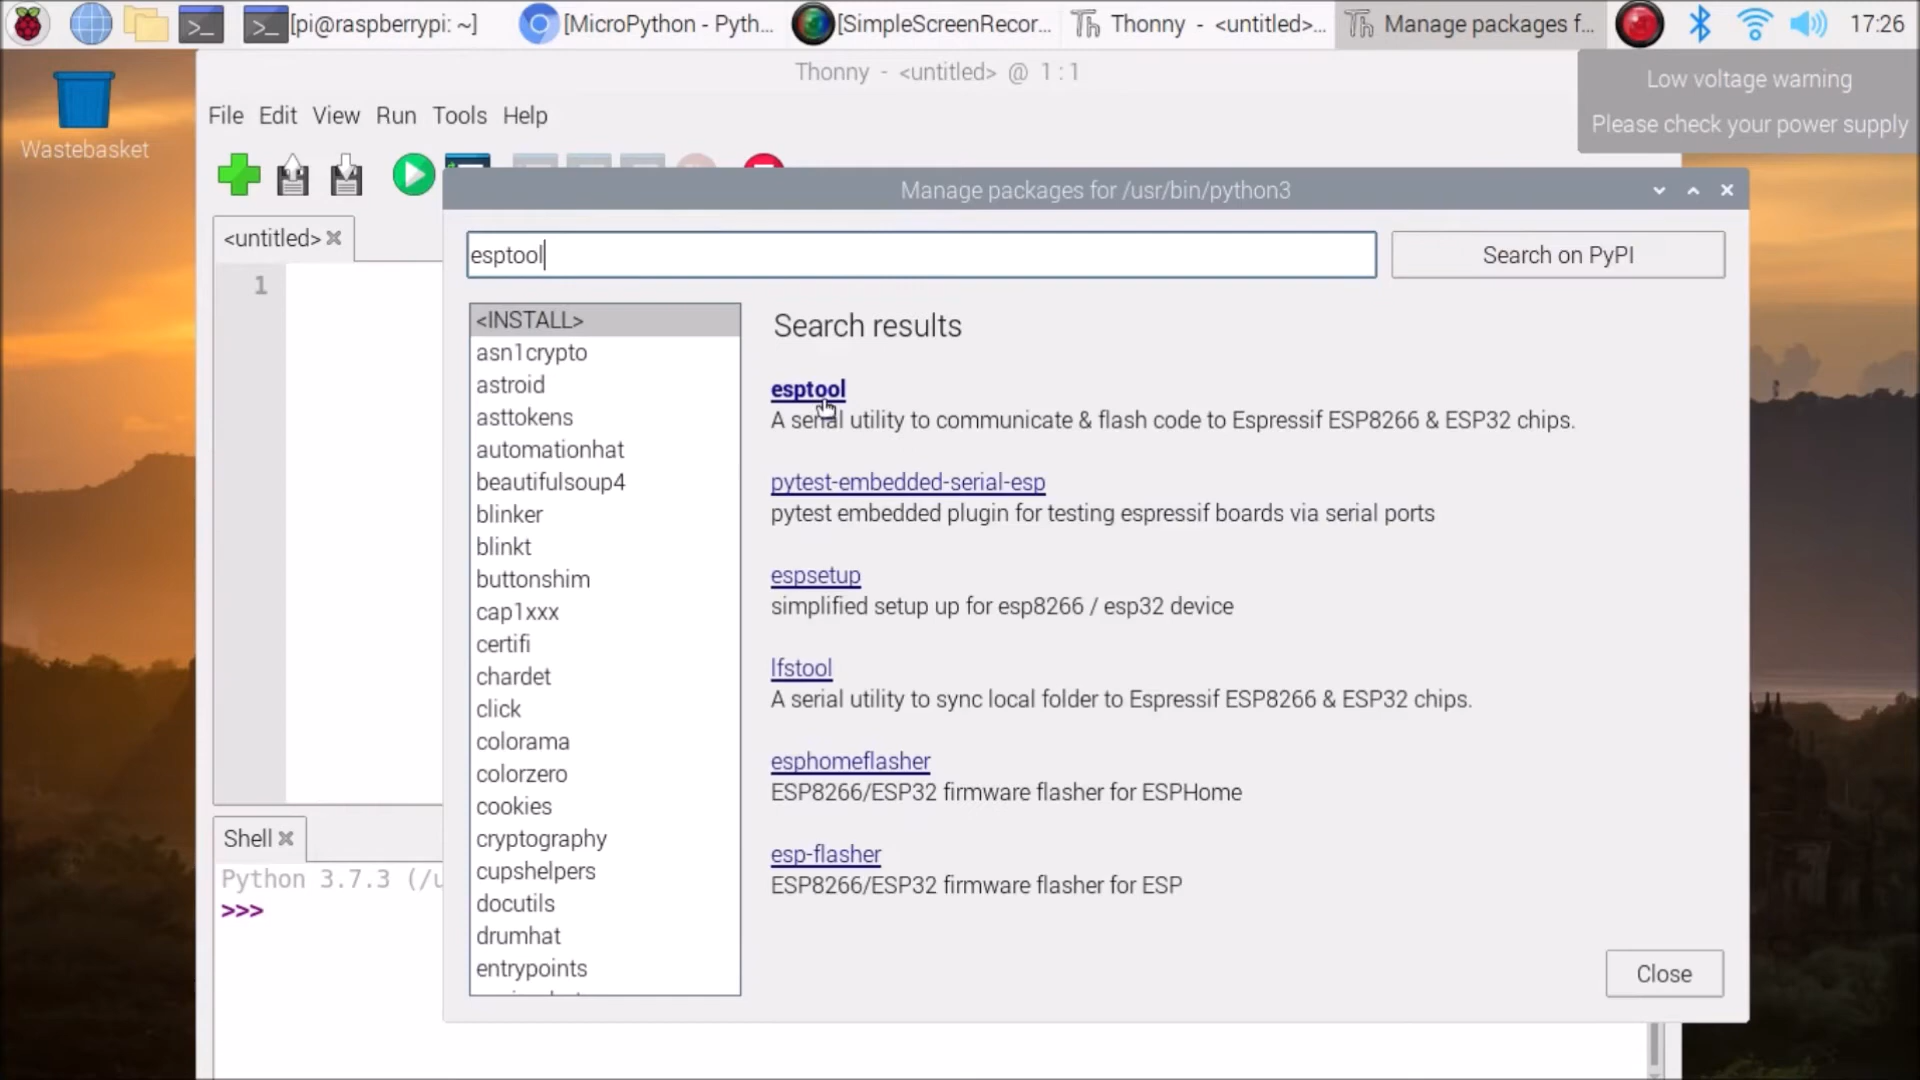 [pi@raspberrypi: ~]
[MicroPython - Pyth...
[SimpleScreenRecor...
Thonny - <untitled>...
Manage packages f...
17:26
Low voltage warning
Please check your power supply
Wastebasket
Thonny - <untitled> @ 1 : 1
File Edit View Run Tools Help
Manage packages for /usr/bin/python3
<untitled>
1
esptool
Search on PyPI
<INSTALL>
asn1crypto
astroid
asttokens
automationhat
beautifulsoup4
blinker
blinkt
buttonshim
cap1xxx
certifi
chardet
click
colorama
colorzero
cookies
cryptography
cupshelpers
docutils
drumhat
entrypoints
Search results
esptool
A serial utility to communicate & flash code to Espressif ESP8266 & ESP32 chips.
pytest-embedded-serial-esp
pytest embedded plugin for testing espressif boards via serial ports
espsetup
simplified setup up for esp8266 / esp32 device
lfstool
A serial utility to sync local folder to Espressif ESP8266 & ESP32 chips.
esphomeflasher
ESP8266/ESP32 firmware flasher for ESPHome
esp-flasher
ESP8266/ESP32 firmware flasher for ESP
Close
Shell
Python 3.7.3 (/u
>>>